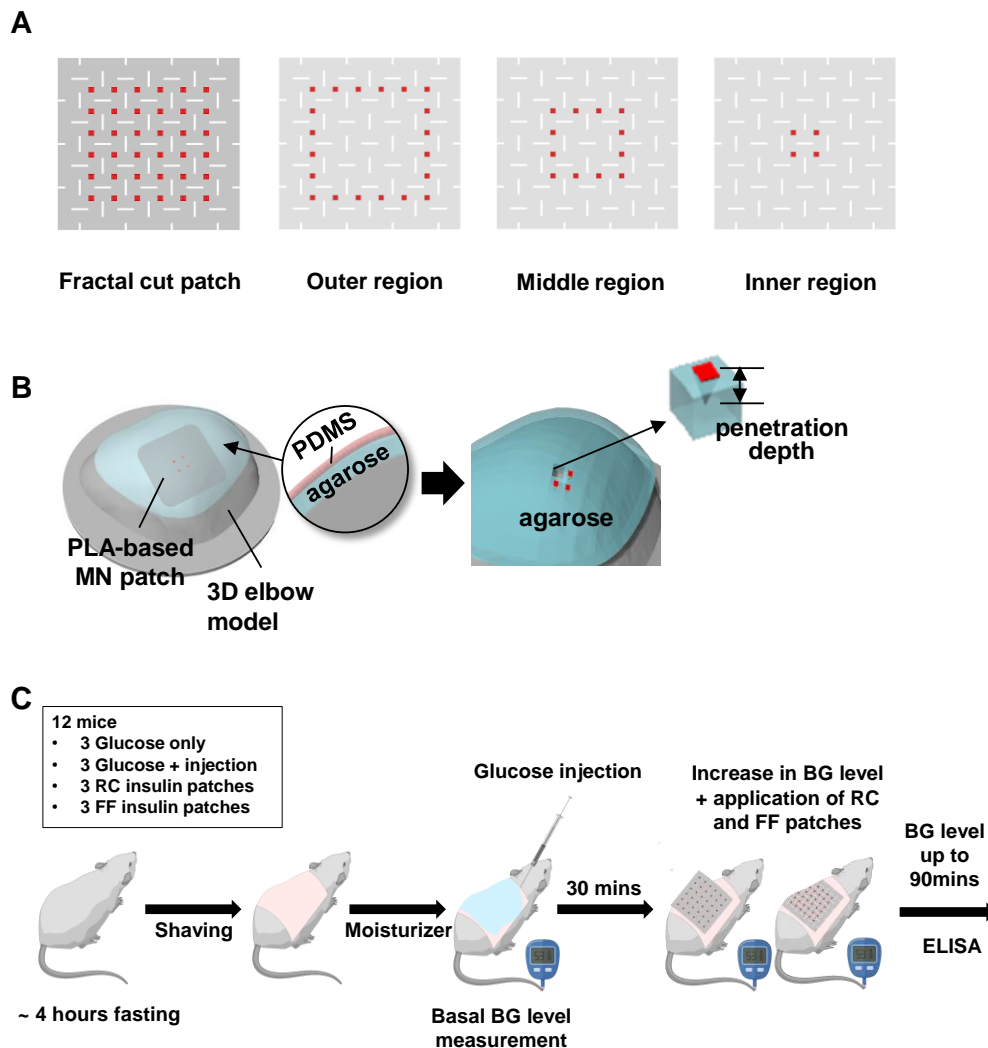 A
Fractal cut patch
Outer region
Middle region
Inner region
B
PDMS
agarose
PLA-based
MN patch
3D elbow
model
agarose
penetration
depth
C
12 mice
• 3 Glucose only
• 3 Glucose + injection
• 3 RC insulin patches
• 3 FF insulin patches
Glucose injection
Increase in BG level
+ application of RC
and FF patches
BG level
up to
90mins
ELISA
Shaving
Moisturizer
30 mins
~ 4 hours fasting
Basal BG level
measurement